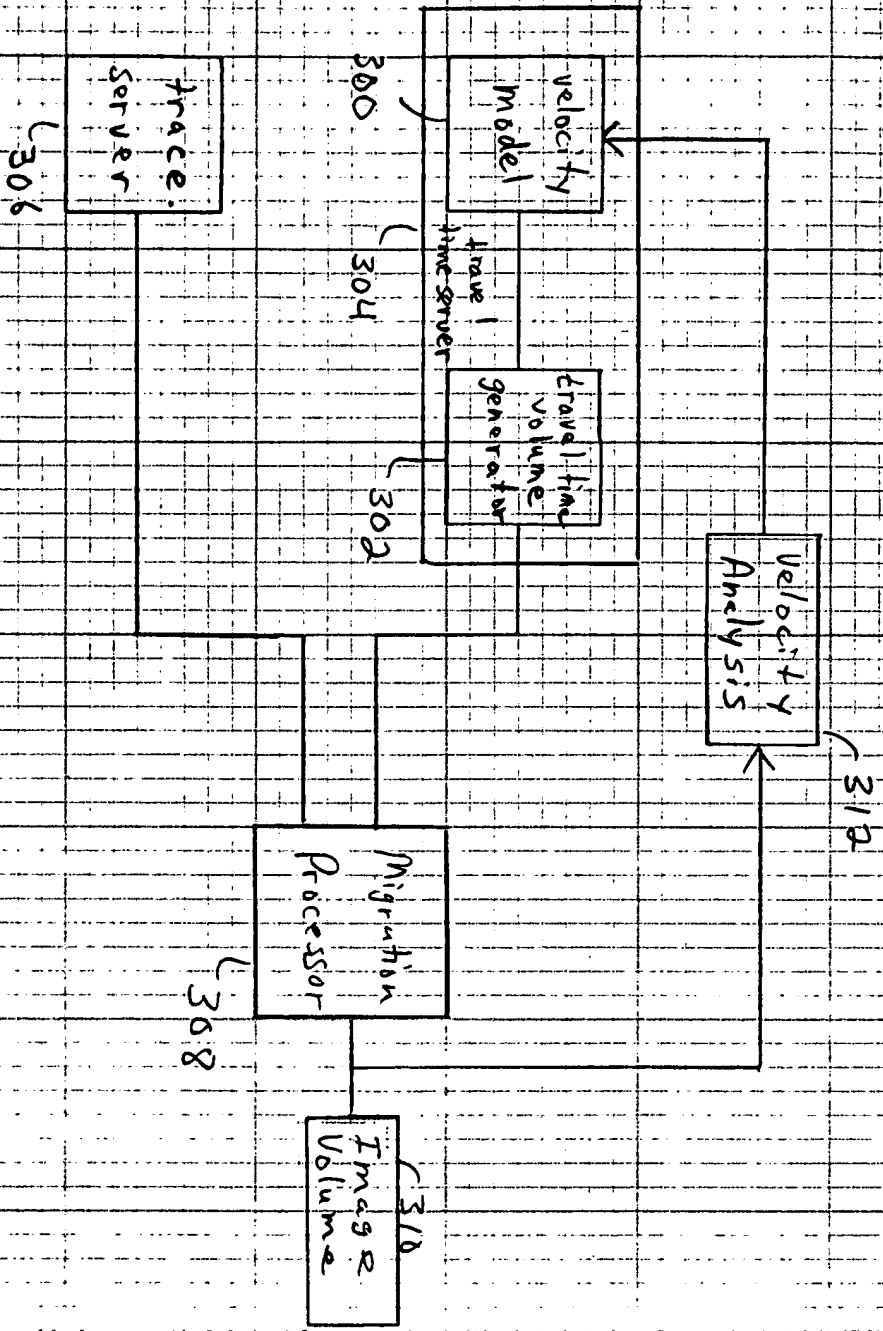 velocity
Analysis
312
velocity
model
300
travel time
volume
generator
302
travel
time server
304
trace.
server
306
Migration
Processor
308
Image
Volume
310